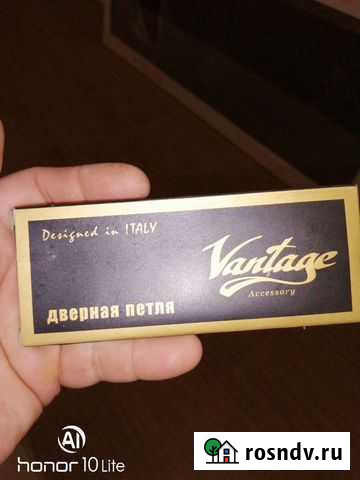 Designed in ITALY
Vantage
Accessory
дверная петля
AI
honor 10 Lite
rosndv.ru